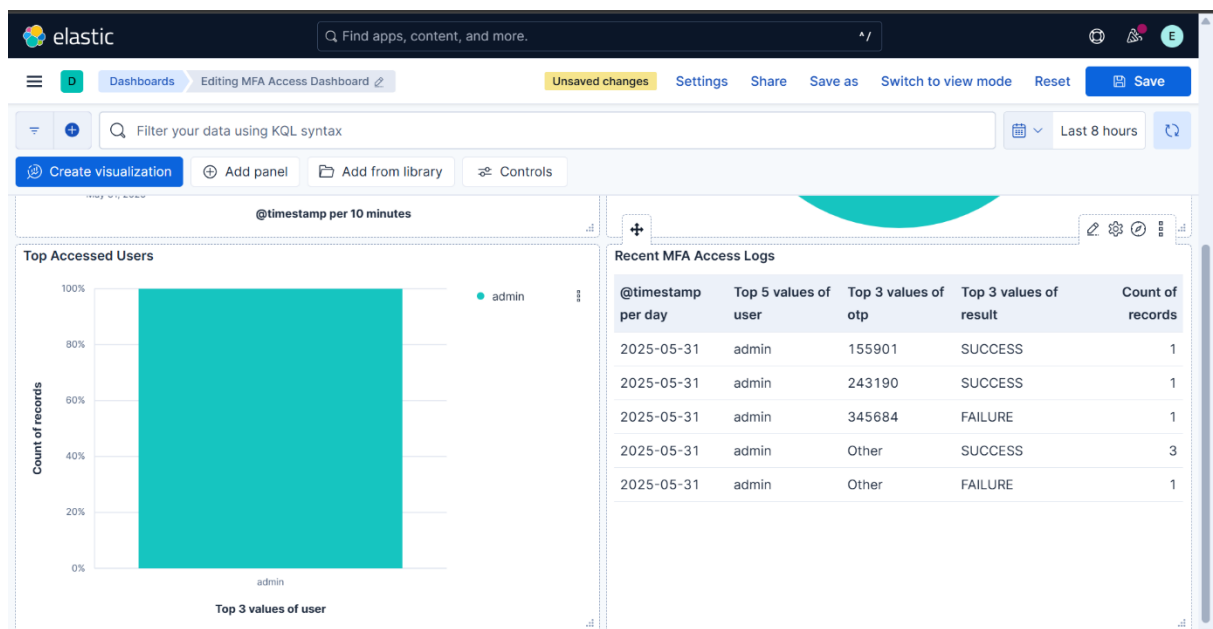 elastic
Find apps, content, and more.
^/
E
D
Dashboards
Editing MFA Access Dashboard
Unsaved changes
Settings
Share
Save as
Switch to view mode
Reset
Save
Filter your data using KQL syntax
Last 8 hours
Create visualization
Add panel
Add from library
Controls
@timestamp per 10 minutes
Top Accessed Users
100%
80%
60%
40%
20%
0%
Count of records
admin
Top 3 values of user
admin
Recent MFA Access Logs
@timestamp per day Top 5 values of user Top 3 values of otp Top 3 values of result Count of records
2025-05-31 admin 155901 SUCCESS 1
2025-05-31 admin 243190 SUCCESS 1
2025-05-31 admin 345684 FAILURE 1
2025-05-31 admin Other SUCCESS 3
2025-05-31 admin Other FAILURE 1